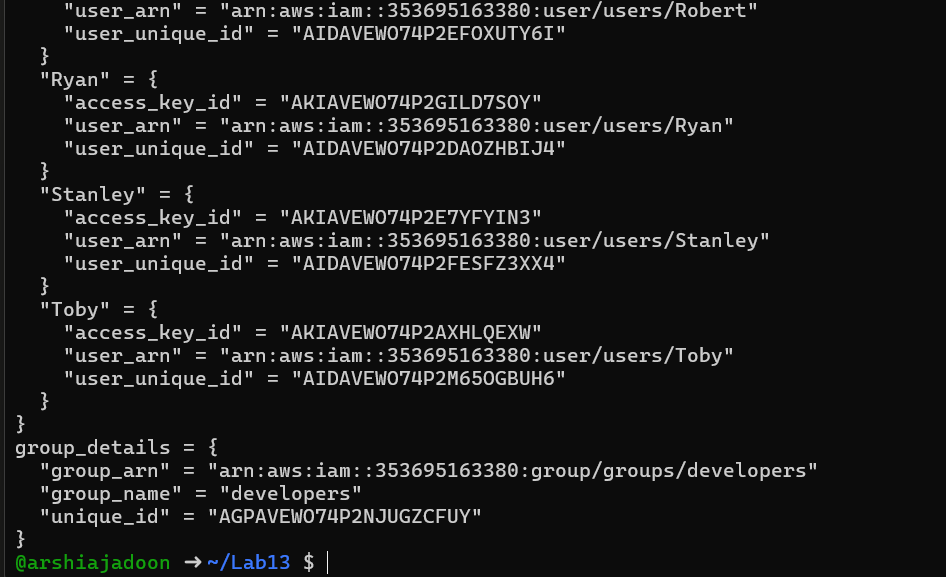 "user_arn" = "arn:aws:iam::353695163380:user/users/Robert"
"user_unique_id" = "AIDAVEWO74P2EFOXUTY6I"
}
"Ryan" = {
"access_key_id" = "AKIAVEWO74P2GILD7SOY"
"user_arn" = "arn:aws:iam::353695163380:user/users/Ryan"
"user_unique_id" = "AIDAVEWO74P2DAOZHBIJ4"
}
"Stanley" = {
"access_key_id" = "AKIAVEWO74P2E7YFYIN3"
"user_arn" = "arn:aws:iam::353695163380:user/users/Stanley"
"user_unique_id" = "AIDAVEWO74P2FESFZ3XX4"
}
"Toby" = {
"access_key_id" = "AKIAVEWO74P2AXHLQEXW"
"user_arn" = "arn:aws:iam::353695163380:user/users/Toby"
"user_unique_id" = "AIDAVEWO74P2M65OGBUH6"
}
}
group_details = {
"group_arn" = "arn:aws:iam::353695163380:group/groups/developers"
"group_name" = "developers"
"unique_id" = "AGPAVEWO74P2NJUGZCFUY"
}
@arshiajadoon ➜ ~/Lab13 $